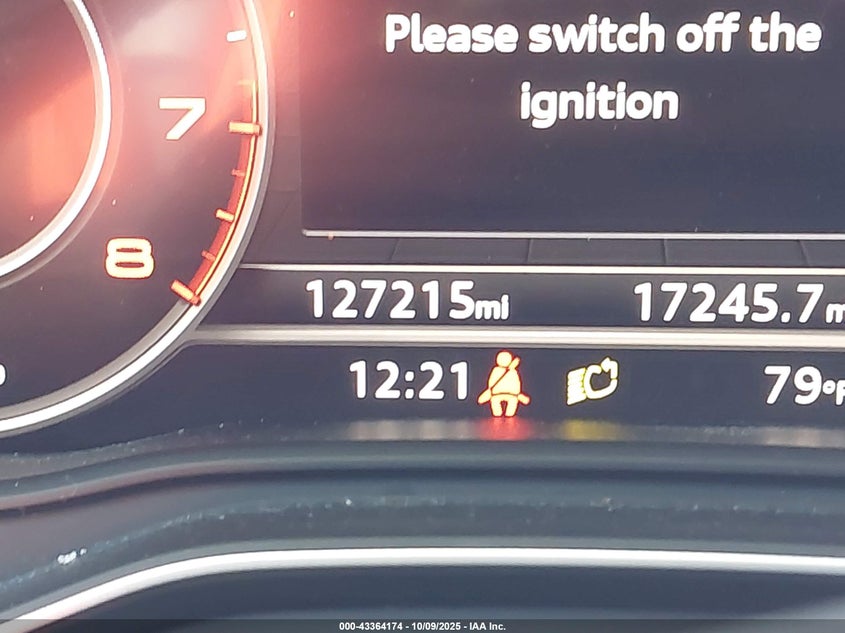 Please switch off the
ignition
7
8
127215mi
17245.7
12:21
79°F
000-43364174 - 10/09/2025 - IAA Inc.